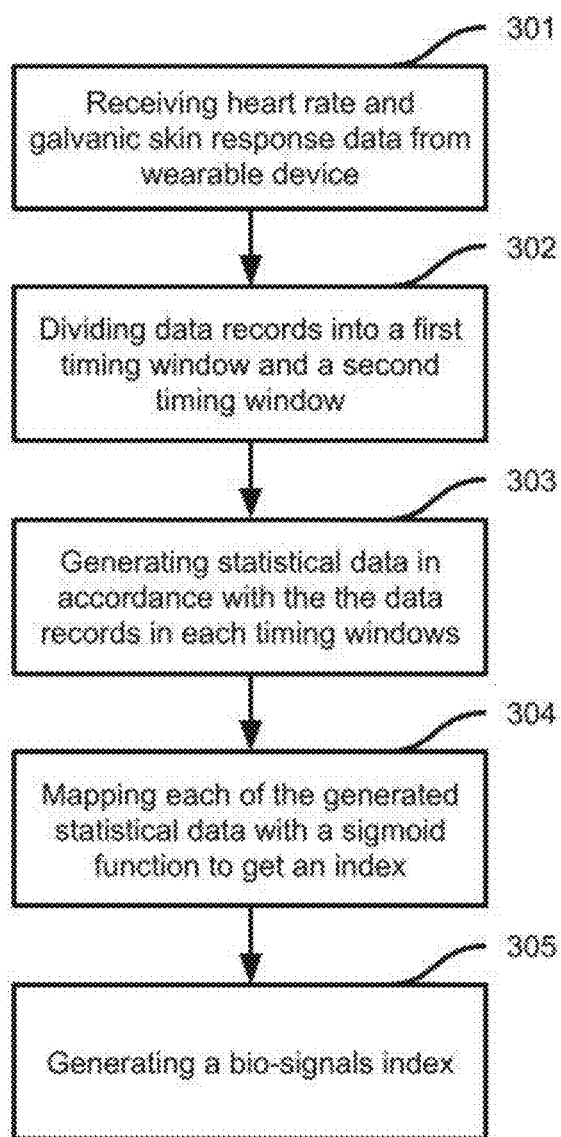 301
Receiving heart rate and
galvanic skin response data from
wearable device
302
Dividing data records into a first
timing window and a second
timing window
303
Generating statistical data in
accordance with the the data
records in each timing windows
304
Mapping each of the generated
statistical data with a sigmoid
function to get an index
305
Generating a bio-signals index